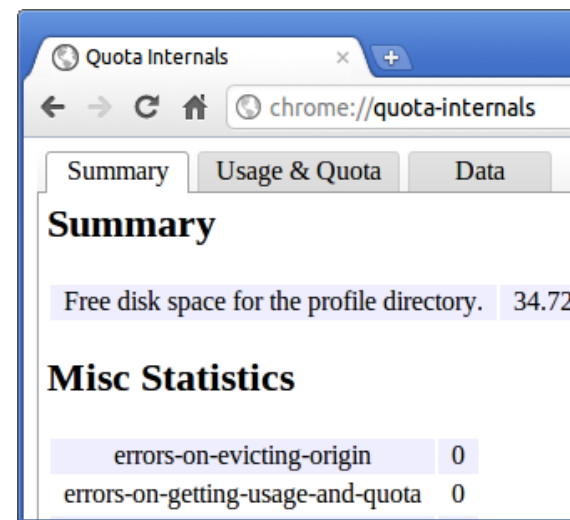 Quota Internals
chrome://quota-internals
Summary Usage & Quota Data
Summary
Free disk space for the profile directory. 34.72
Misc Statistics
errors-on-evicting-origin 0
errors-on-getting-usage-and-quota 0